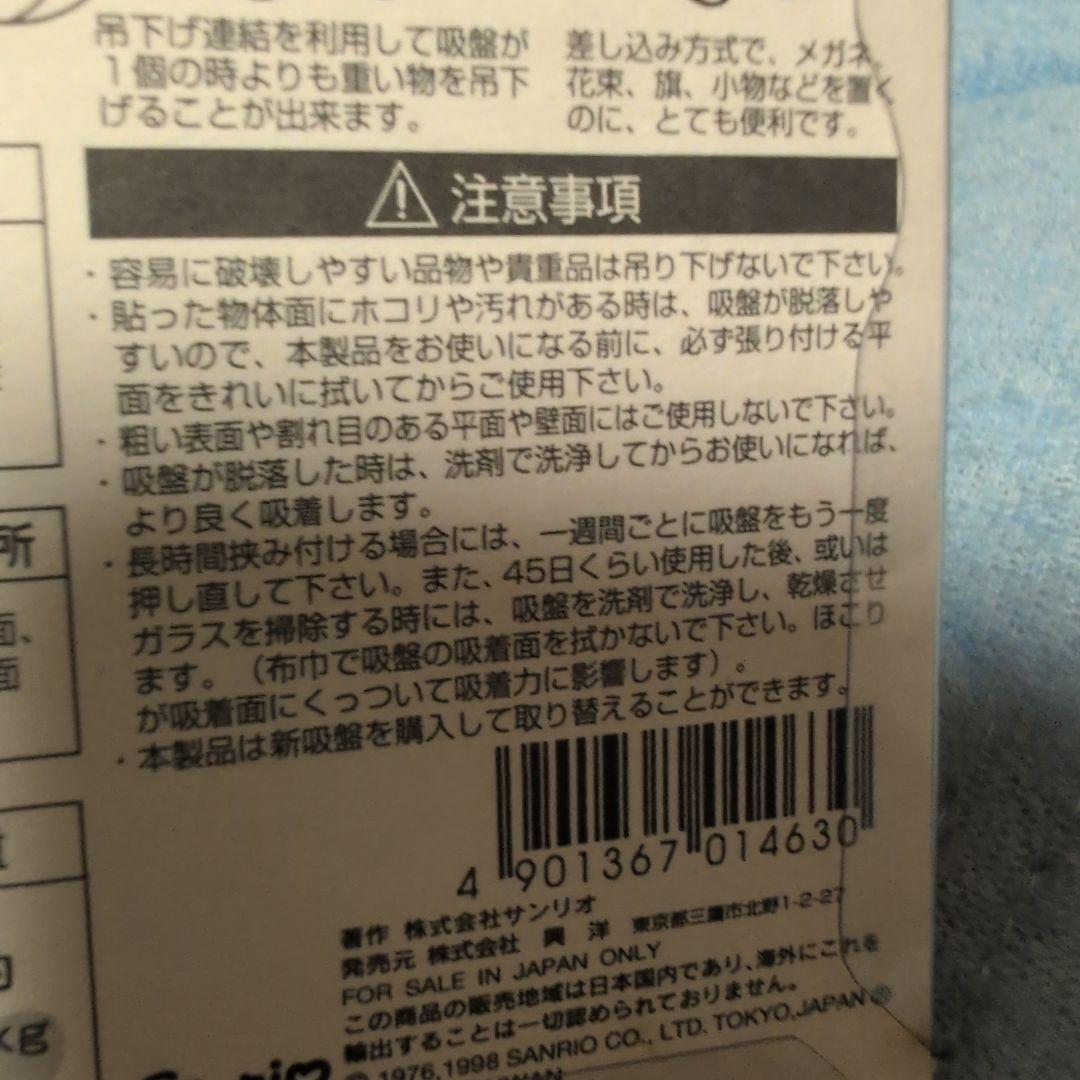 吊下げ連結を利用して吸盤が
1個の時よりも重い物を吊下
げることが出来ます。
差し込み方式で、メガネ、
花束、旗、小物などを置く
のに、とても便利です。
注意事項
・容易に破壊しやすい品物や貴重品は吊り下げないで下さい。
・貼った物体面にホコリや汚れがある時は、吸盤が脱落しや
すいので、本製品をお使いになる前に、必ず張り付ける平
面をきれいに拭いてからご使用下さい。
・粗い表面や割れ目のある平面や壁面にはご使用しないで下さい。
・吸盤が脱落した時は、洗剤で洗浄してからお使いになれば、
より良く吸着します。
・長時間挟み付ける場合には、一週間ごとに吸盤をもう一度
押し直して下さい。また、45日くらい使用した後、或いは
ガラスを掃除する時には、吸盤を洗剤で洗浄し、乾燥させ
ます。（布巾で吸盤の吸着面を拭かないで下さい。ほこり
が吸着面にくっついて吸着力に影響します）。
・本製品は新吸盤を購入して取り替えることができます。
4 901367 014630
著作 株式会社サンリオ
発売元 株式会社 興 洋 東京都三鷹市北野1-2-27
FOR SALE IN JAPAN ONLY
この商品の販売地域は日本国内であり、海外にこれを
輸出することは一切認められておりません。
© 1976,1998 SANRIO CO., LTD. TOKYO,JAPAN
所
面、
面
kg